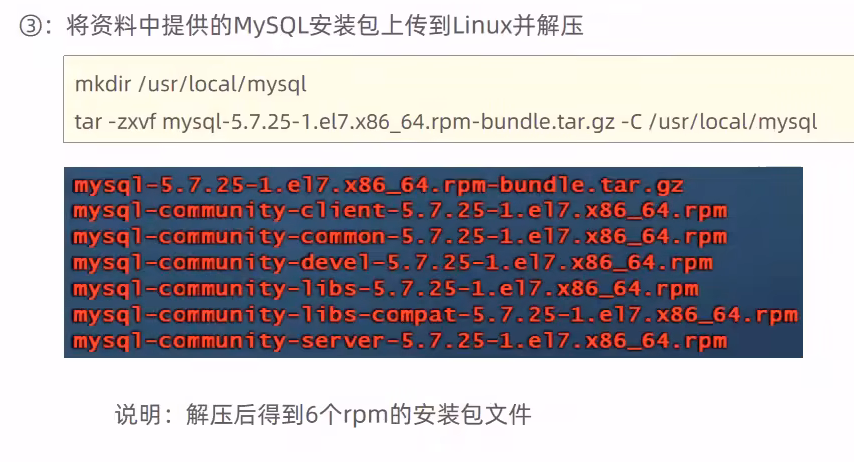 ③：将资料中提供的MySQL安装包上传到Linux并解压
mkdir /usr/local/mysql
tar -zxvf mysql-5.7.25-1.el7.x86_64.rpm-bundle.tar.gz -C /usr/local/mysql
mysql-5.7.25-1.el7.x86_64.rpm-bundle.tar.gz
mysql-community-client-5.7.25-1.el7.x86_64.rpm
mysql-community-common-5.7.25-1.el7.x86_64.rpm
mysql-community-devel-5.7.25-1.el7.x86_64.rpm
mysql-community-libs-5.7.25-1.el7.x86_64.rpm
mysql-community-libs-compat-5.7.25-1.el7.x86_64.rpm
mysql-community-server-5.7.25-1.el7.x86_64.rpm
说明：解压后得到6个rpm的安装包文件